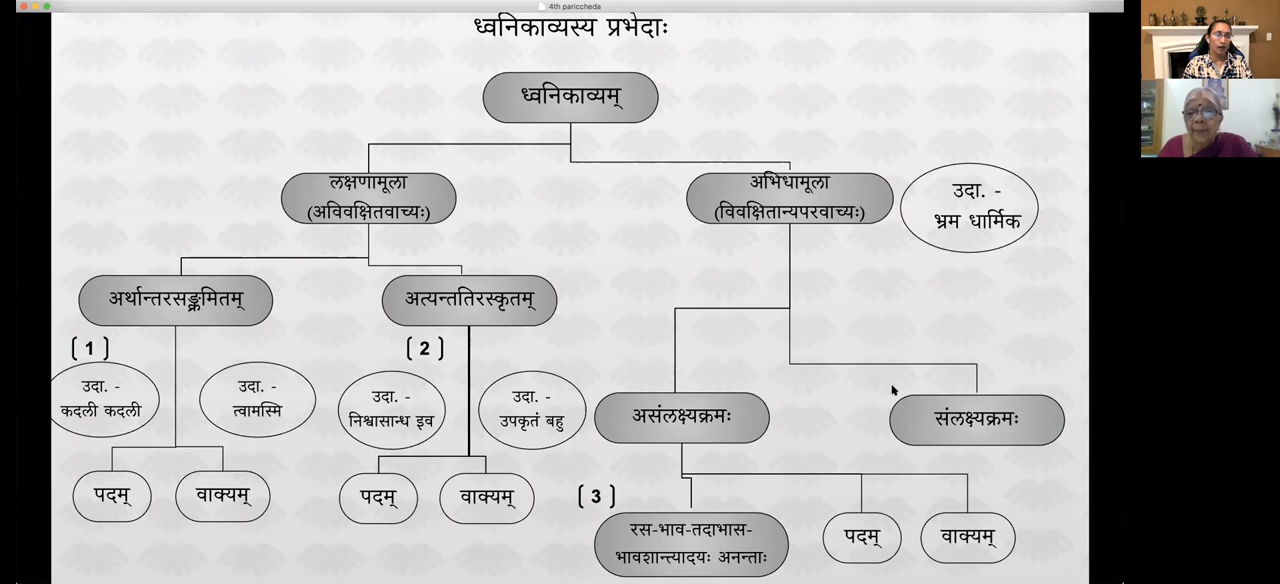 4th pariccheda
ध्वनिकाव्यस्य प्रभेदाः
ध्वनिकाव्यम्
लक्षणामूला
(अविवक्षितवाच्यः)
अभिधामूला
(विवक्षितान्यपरवाच्यः)
उदा. -
भ्रम धार्मिक
अर्थान्तरसङ्क्रमितम्
अत्यन्ततिरस्कृतम्
(1)
(2)
उदा. -
कदली कदली
उदा. -
त्वामस्मि
उदा. -
निश्वासान्ध इव
उदा. -
उपकृतं बहु
असंलक्ष्यक्रमः
संलक्ष्यक्रमः
पदम्
वाक्यम्
पदम्
वाक्यम्
(3)
रस-भाव-तदाभास-
भावशान्त्यादयः अनन्ताः
पदम्
वाक्यम्